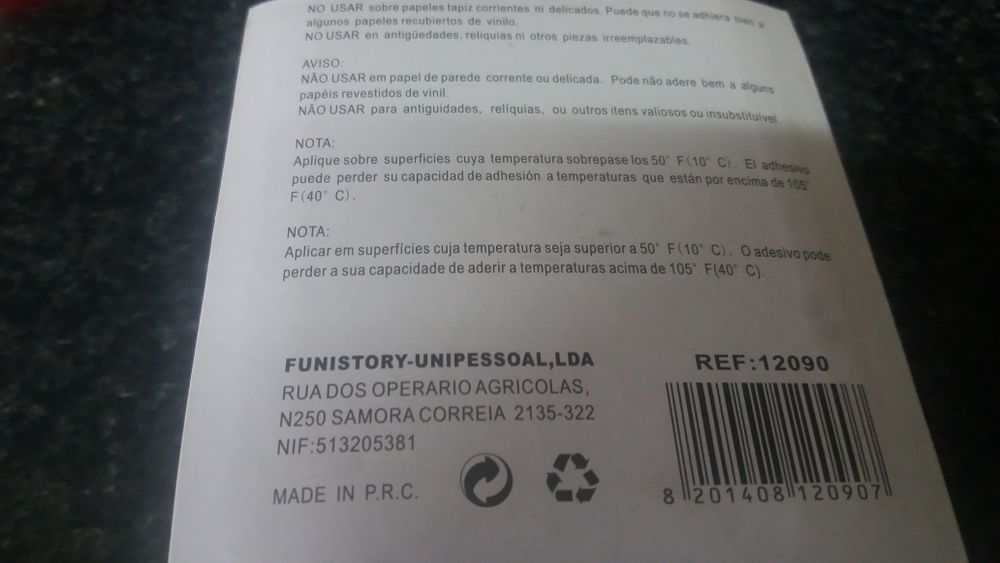 NO USAR sobre papeles tapiz corrientes ni delicados. Puede que no se adhiera bien a
algunos papeles recubiertos de vinilo.
NO USAR en antigüedades, reliquias ni otros piezas irreemplazables.
AVISO:
NÃO USAR em papel de parede corrente ou delicada. Pode não adere bem a alguns
papéis revestidos de vinil.
NÃO USAR para antiguidades, relíquias, ou outros itens valiosos ou insubstituível.
NOTA:
Aplique sobre superficies cuya temperatura sobrepase los 50° F(10° C). El adhesivo
puede perder su capacidad de adhesión a temperaturas que están por encima de 105°
F(40° C).
NOTA:
Aplicar em superfícies cuja temperatura seja superior a 50° F(10° C). O adesivo pode
perder a sua capacidade de aderir a temperaturas acima de 105° F(40° C).
FUNISTORY-UNIPESSOAL,LDA
RUA DOS OPERARIO AGRICOLAS,
N250 SAMORA CORREIA 2135-322
NIF:513205381
MADE IN P.R.C.
REF:12090
8 201408 120907